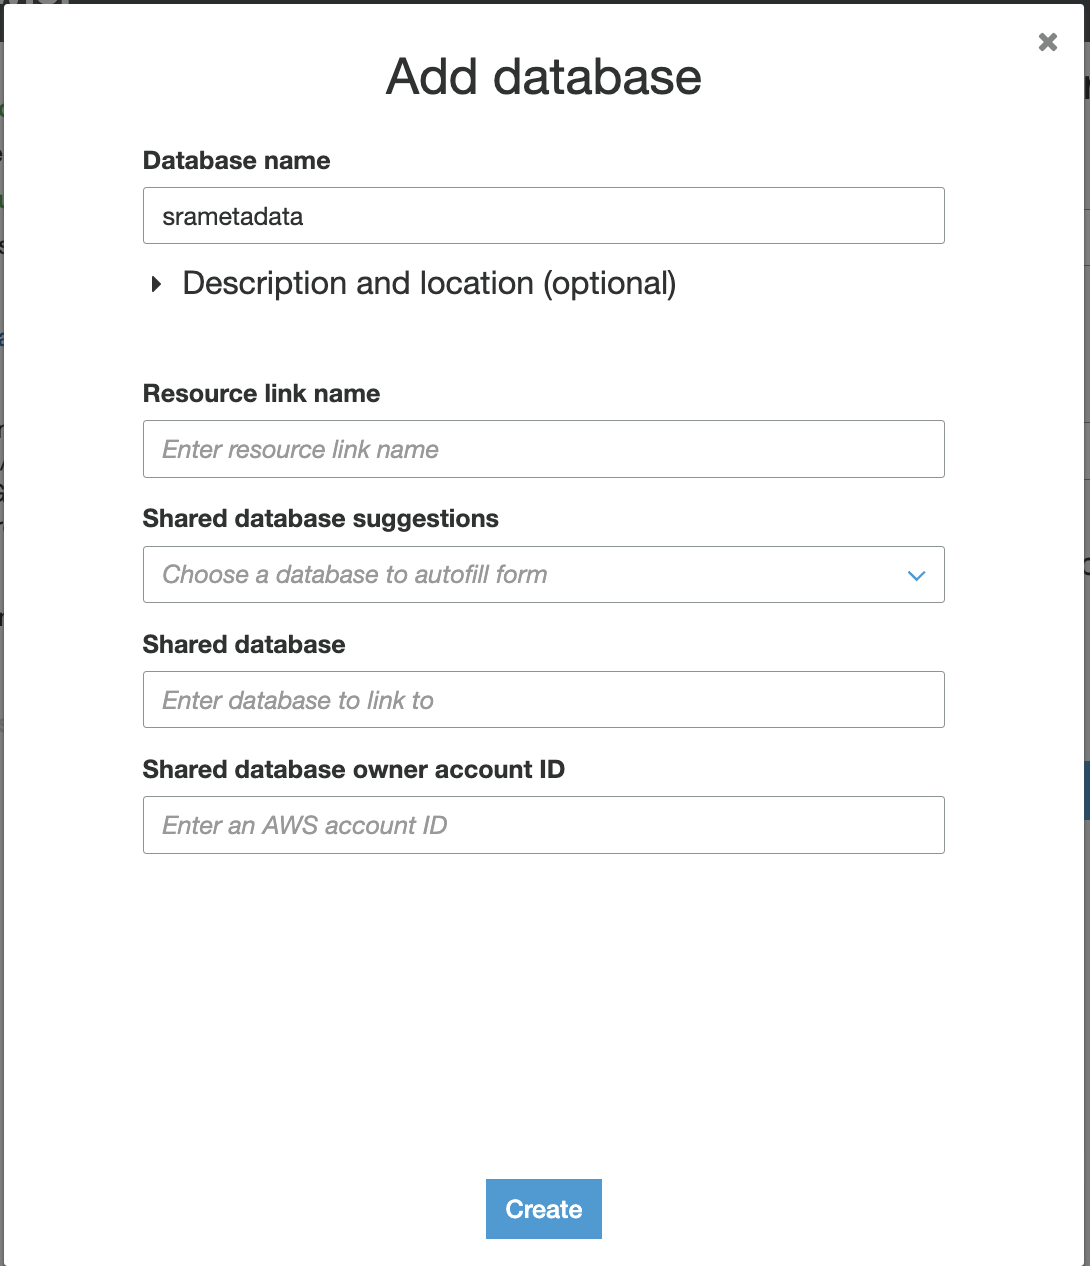 Add database
Database name
srametadata
Description and location (optional)
Resource link name
Enter resource link name
Shared database suggestions
Choose a database to autofill form
Shared database
Enter database to link to
Shared database owner account ID
Enter an AWS account ID
Create